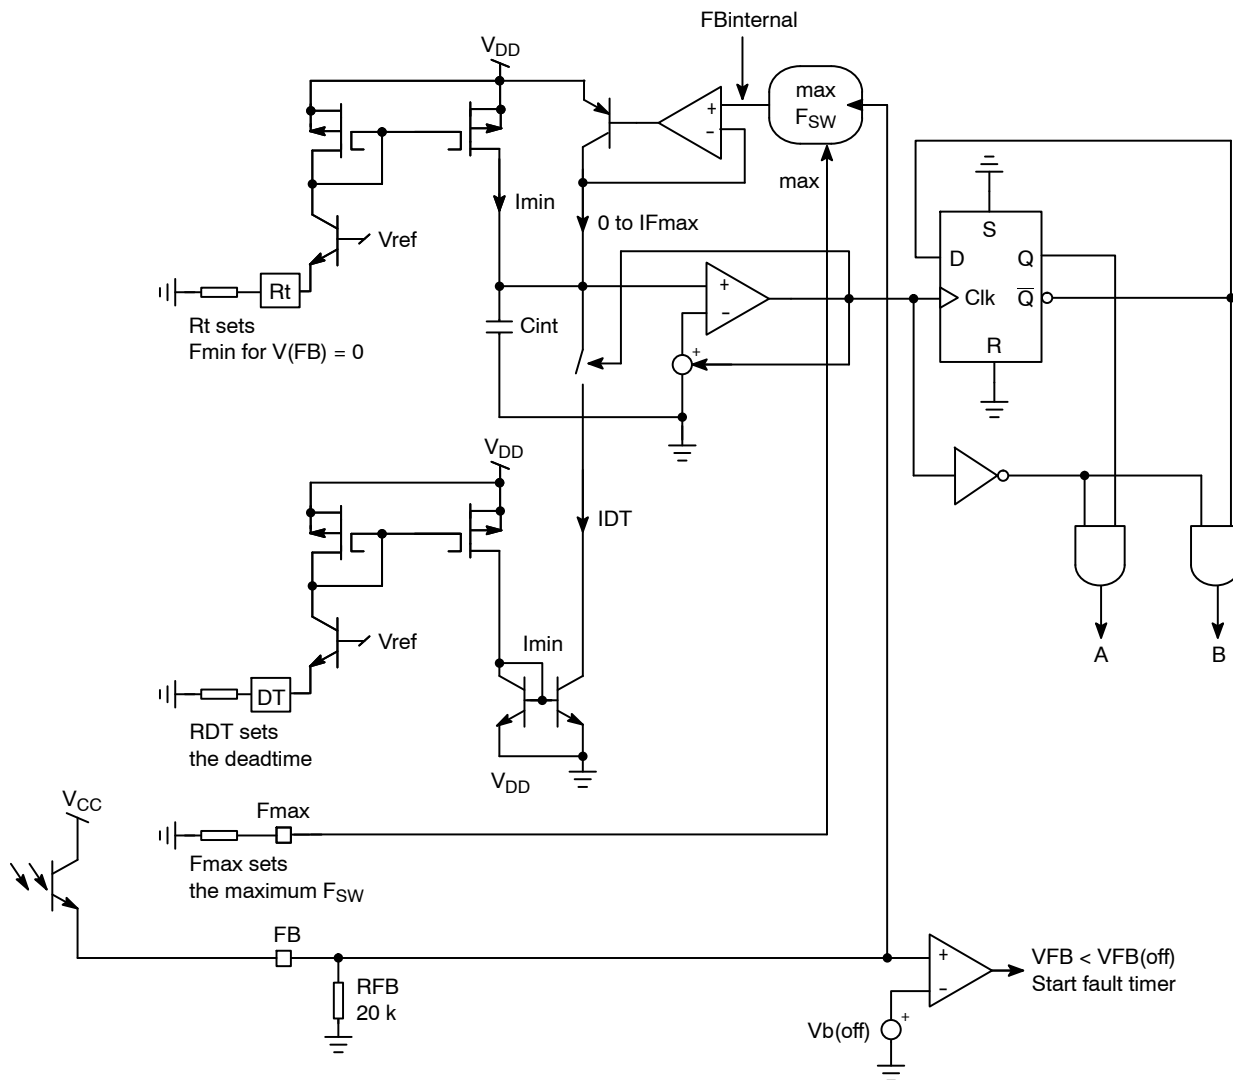 FBinternal
VDD
max
FSW
+
−
max
Imin
0 to IFmax
Vref
Rt
Rt sets
Fmin for V(FB) = 0
Cint
+
−
+
S
D
Q
Clk
Q
R
VDD
IDT
Vref
Imin
DT
RDT sets
the deadtime
VDD
A
B
VCC
Fmax
Fmax sets
the maximum FSW
FB
RFB
20 k
+
−
VFB < VFB(off)
Start fault timer
Vb(off)
+